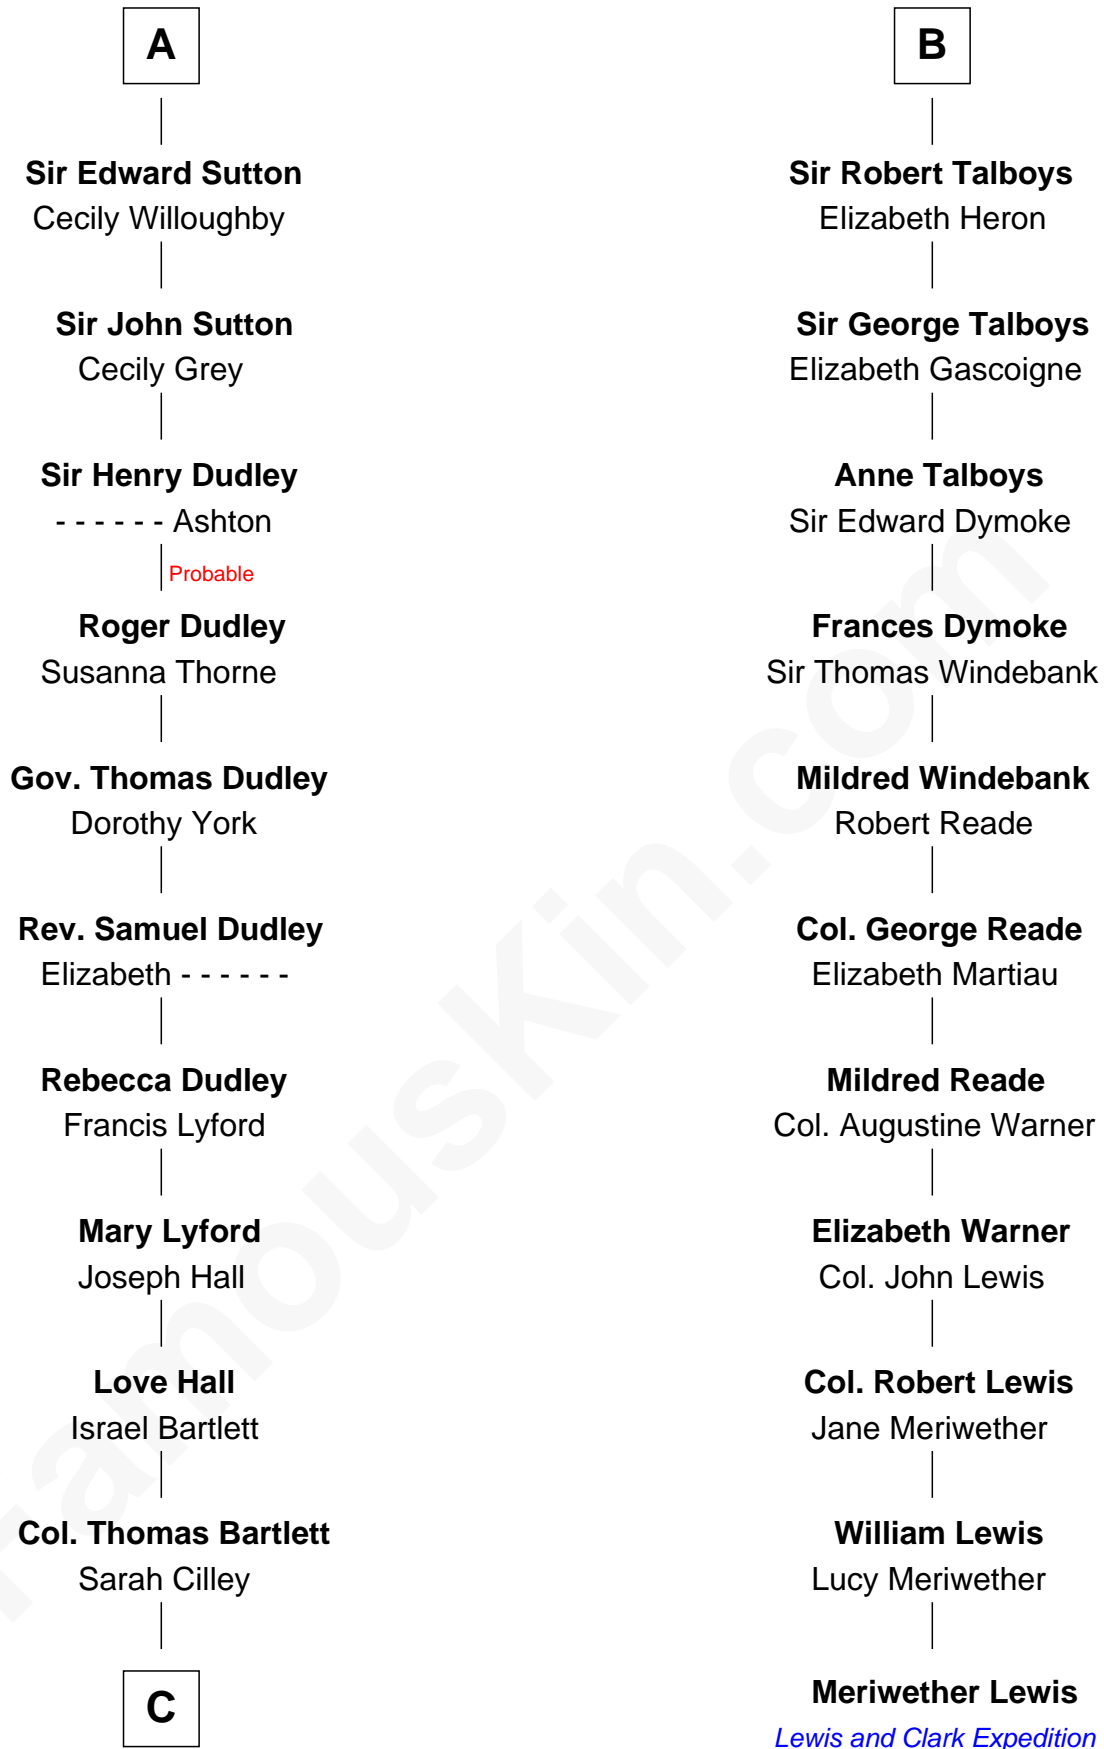 A
Sir Edward Sutton
Cecily Willoughby
Sir John Sutton
Cecily Grey
Sir Henry Dudley
- - - - - - Ashton
Probable
Roger Dudley
Susanna Thorne
Gov. Thomas Dudley
Dorothy York
Rev. Samuel Dudley
Elizabeth - - - - - -
Rebecca Dudley
Francis Lyford
Mary Lyford
Joseph Hall
Love Hall
Israel Bartlett
Col. Thomas Bartlett
Sarah Cilley
C
B
Sir Robert Talboys
Elizabeth Heron
Sir George Talboys
Elizabeth Gascoigne
Anne Talboys
Sir Edward Dymoke
Frances Dymoke
Sir Thomas Windebank
Mildred Windebank
Robert Reade
Col. George Reade
Elizabeth Martiau
Mildred Reade
Col. Augustine Warner
Elizabeth Warner
Col. John Lewis
Col. Robert Lewis
Jane Meriwether
William Lewis
Lucy Meriwether
Meriwether Lewis
Lewis and Clark Expedition
FamousKin.com